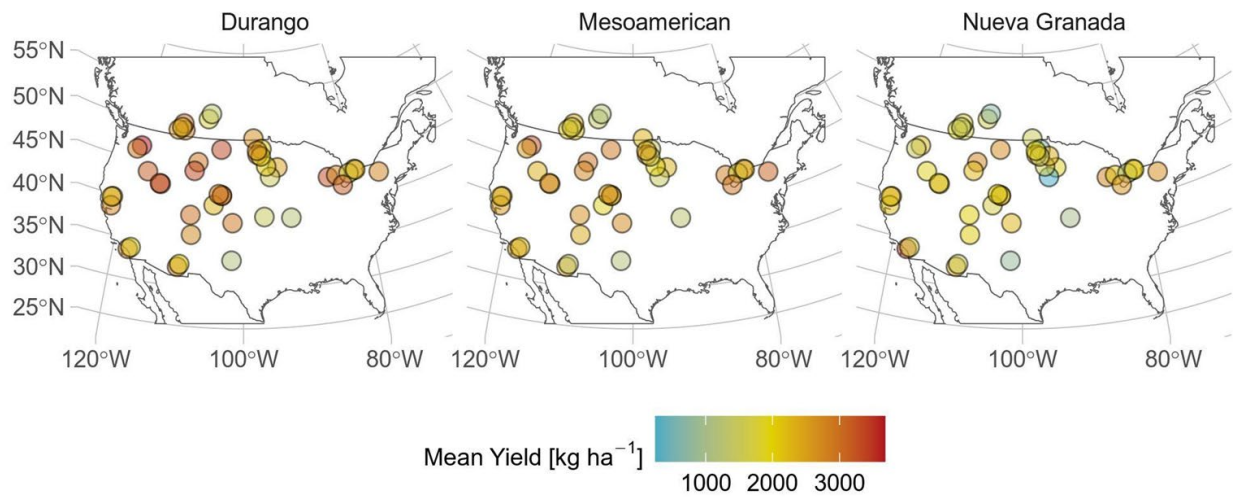 Durango Mesoamerican Nueva Granada
55°N
50°N
45°N
40°N
35°N
30°N
25°N
120°W 100°W 80°W 120°W 100°W 80°W 120°W 100°W 80°W
Mean Yield [kg ha⁻¹]
1000 2000 3000